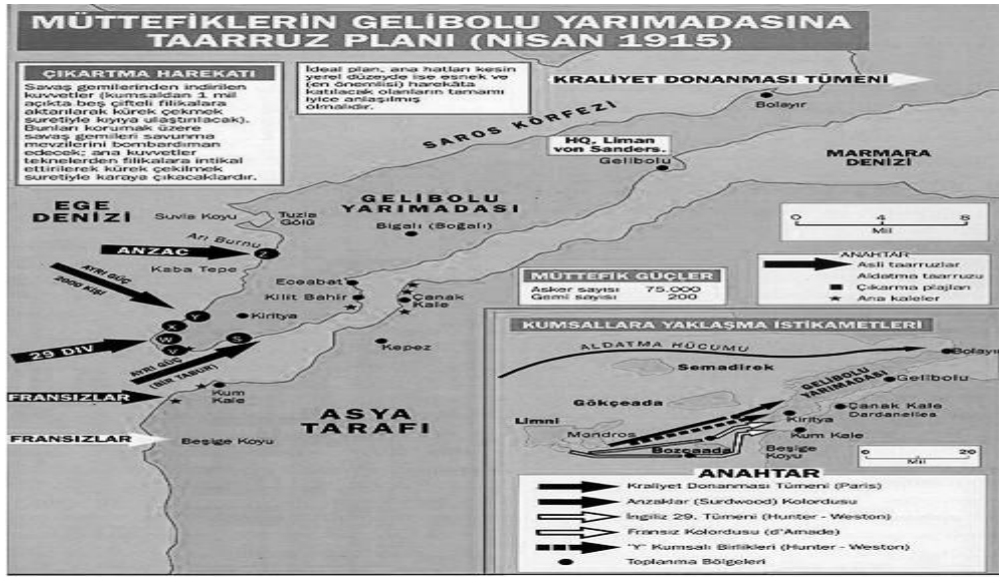 MÜTTEFİKLERİN GELİBOLU YARIMADASINA
TAARRUZ PLANI (NİSAN 1915)
ÇIKARTMA HAREKATI
Savaş gemilerinden indirilen
kuvvetler (kumsaldan 1 mil
açıkta beş çifteli filikalara
aktarılarak kürek çekmek
suretiyle kıyıya ulaştırılacak).
Bunları korumak üzere
savaş gemileri savunma
mevzilerini bombardıman
edecek; ana kuvvetler
teknelerden filikalara intikal
ettirilerek kürek çekilmek
suretiyle karaya çıkacaklardır.
İdeal plan, ana hatları kesin
yerel düzeyde ise esnek ve
(en önemlisi) harekâta
katılacak olanların tamamı
iyice anlaşılmış
olmalıdır.
KRALİYET DONANMASI TÜMENİ
Bolayır
SAROS KÖRFEZİ
HQ, Liman
von Sanders.
Gelibolu
MARMARA
DENİZİ
EGE
DENİZİ
GELİBOLU
YARIMADASI
Suvla Koyu
Tuzla
Gölü
Bigalı (Boğalı)
Arı Burnu
ANZAC
Z
Kaba Tepe
AYRI GÜÇ
2000 KİŞİ
Eceabat
Kilit Bahir
Çanak
Kale
Kiritya
Y
X
W
V
S
29 DIV
AYRI GÜÇ
(BİR TABUR)
Kepez
FRANSIZLAR
Kum
Kale
FRANSIZLAR
Beşige Koyu
ASYA
TARAFI
0 4 8
Mil
MÜTTEFİK GÜÇLER
Asker sayısı 75.000
Gemi sayısı 200
ANAHTAR
Asli taarruzlar
Aldatma taarruzu
Çıkarma plajları
Ana kaleler
KUMSALLARA YAKLAŞMA İSTİKAMETLERİ
ALDATMA HÜCUMU
Bolayır
Semadirek
GELİBOLU
YARIMADASI
Gelibolu
Gökçeada
Çanak Kale
Dardanelles
Limni
Kiritya
Mondros
Kum Kale
Bozcaada
Beşige
Koyu
0 20
Mil
ANAHTAR
Kraliyet Donanması Tümeni (Paris)
Anzaklar (Surdwood) Kolordusu
İngiliz 29. Tümeni (Hunter - Weston)
Fransız Kolordusu (d'Amade)
'Y' Kumsalı Birlikleri (Hunter - Weston)
Toplanma Bölgeleri